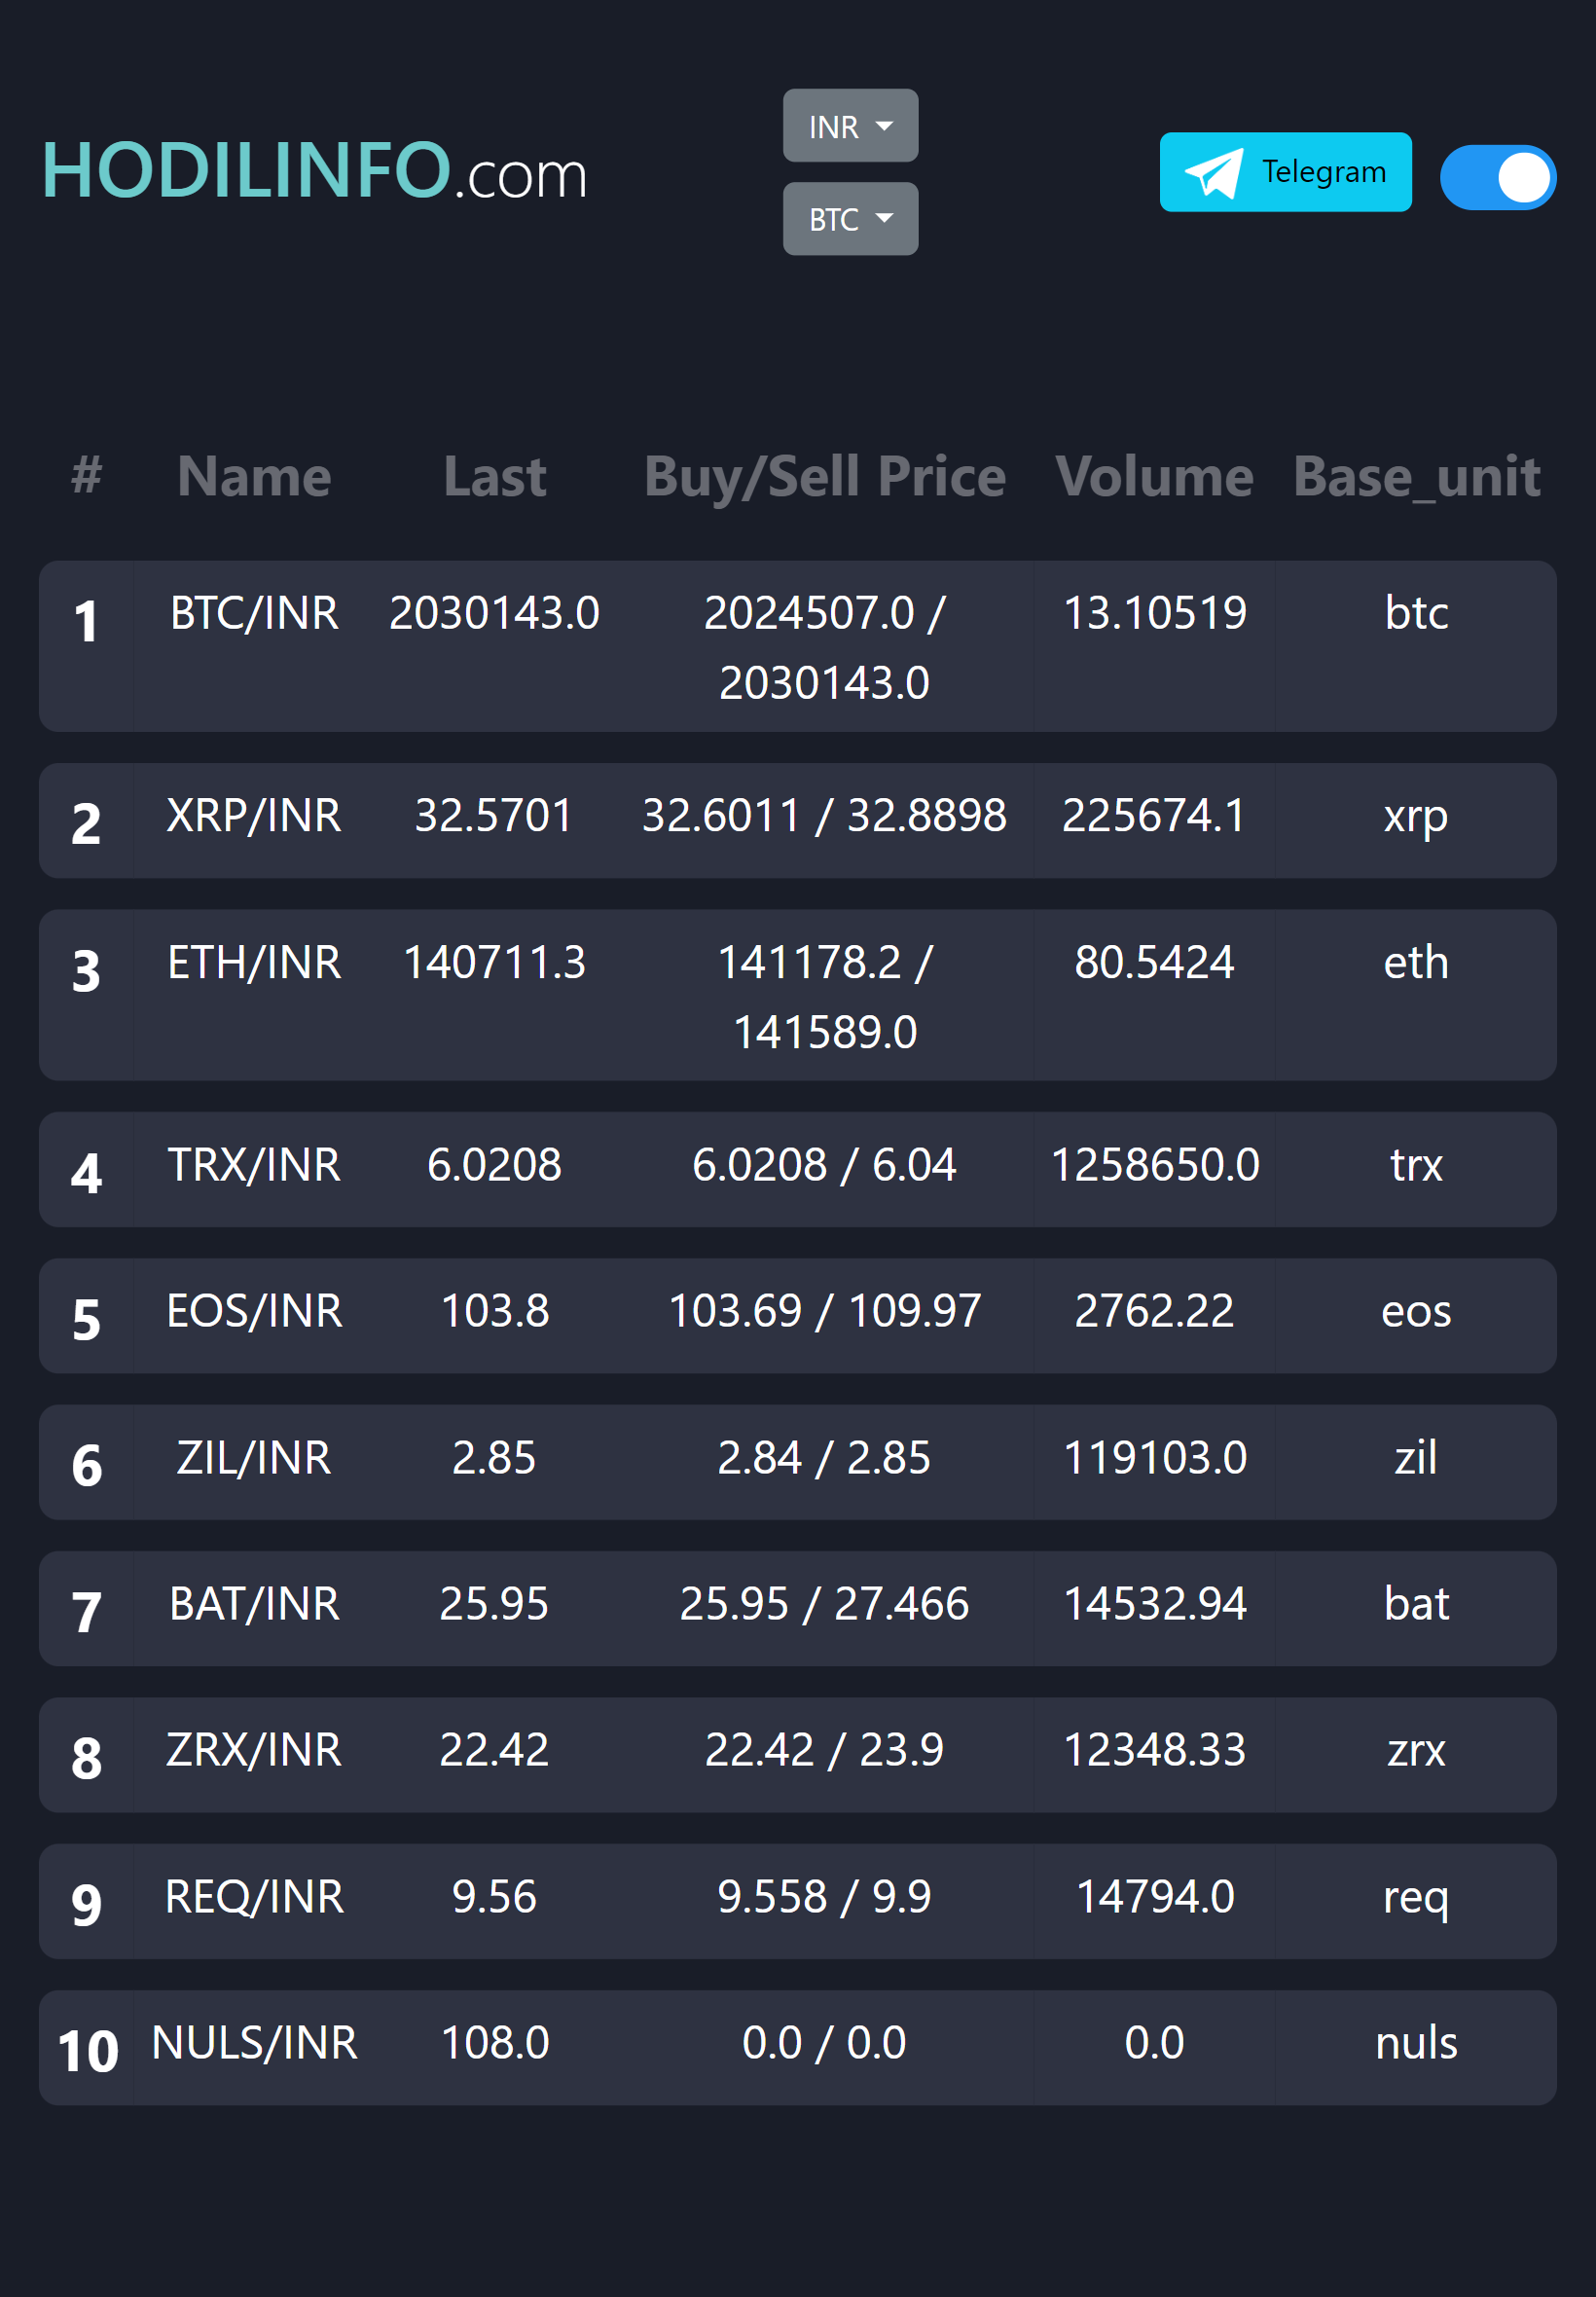 HODILINFO.com
INR
BTC
Telegram
# Name Last Buy/Sell Price Volume Base_unit
1 BTC/INR 2030143.0 2024507.0 / 13.10519 btc
2030143.0
2 XRP/INR 32.5701 32.6011 / 32.8898 225674.1 xrp
3 ETH/INR 140711.3 141178.2 / 80.5424 eth
141589.0
4 TRX/INR 6.0208 6.0208 / 6.04 1258650.0 trx
5 EOS/INR 103.8 103.69 / 109.97 2762.22 eos
6 ZIL/INR 2.85 2.84 / 2.85 119103.0 zil
7 BAT/INR 25.95 25.95 / 27.466 14532.94 bat
8 ZRX/INR 22.42 22.42 / 23.9 12348.33 zrx
9 REQ/INR 9.56 9.558 / 9.9 14794.0 req
10 NULS/INR 108.0 0.0 / 0.0 0.0 nuls